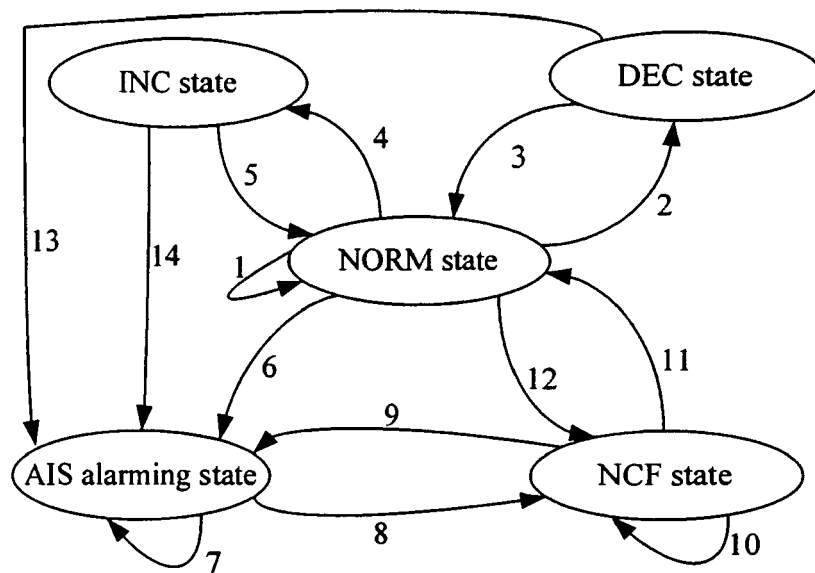 INC state
DEC state
4
3
5
2
13
14
1
NORM state
6
12
11
9
AIS alarming state
NCF state
8
7
10